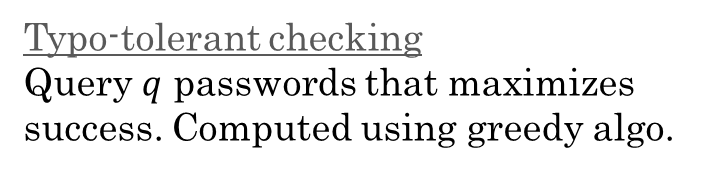 Typo-tolerant checking
Query q passwords that maximizes
success. Computed using greedy algo.